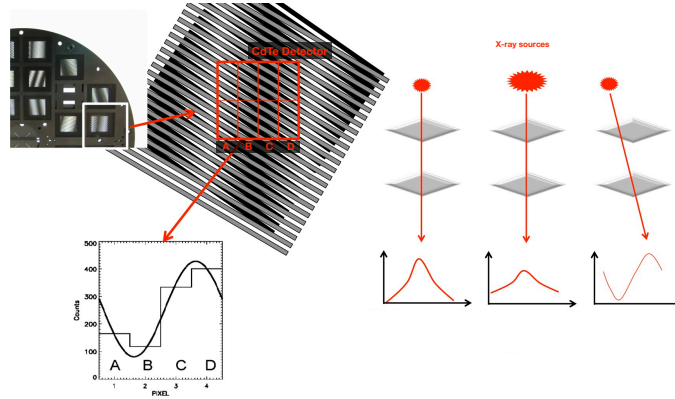 CdTe Detector
A B C D
X-ray sources
500
400
300
200
100
0
Counts
A B C D
1 2 3 4
PIXEL